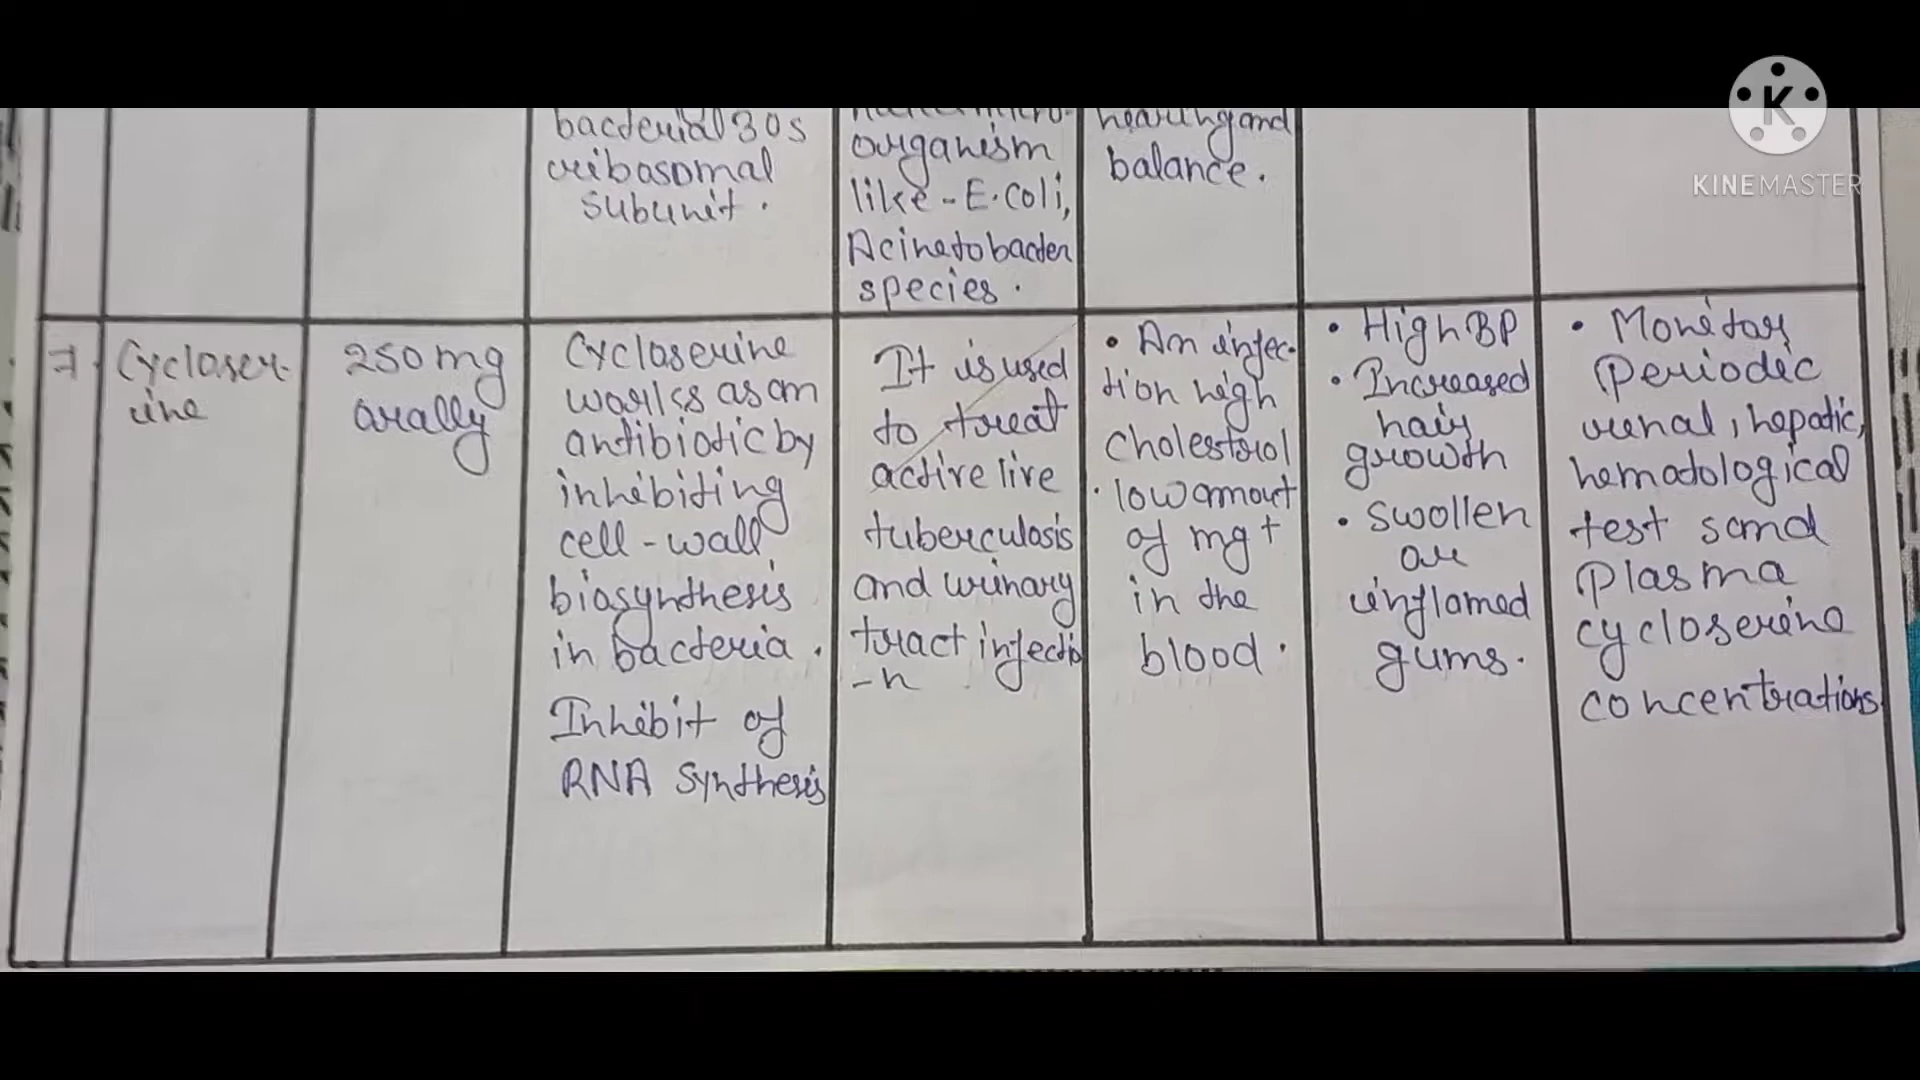 KINEMASTER
bacterial 30s
ribosomal
subunit.
organism
like - E.coli,
Acinetobacter
species.
hearing and
balance.
7.
Cycloser-
ine
250 mg
orally
Cycloserine
works as an
antibiotic by
inhibiting
cell-wall
biosynthesis
in bacteria.
Inhibit of
RNA Synthesis
It is used
to treat
active live
tuberculosis
and urinary
tract infectio
-n
• An infec-
tion high
cholestrol
• low amout
of mg+
in the
blood.
• High BP
• Increased
hair
growth
• swollen
or
inflamed
gums.
• Monitor
Periodic
renal, hepatic,
hematological
test sand
Plasma
cycloserine
concentrations